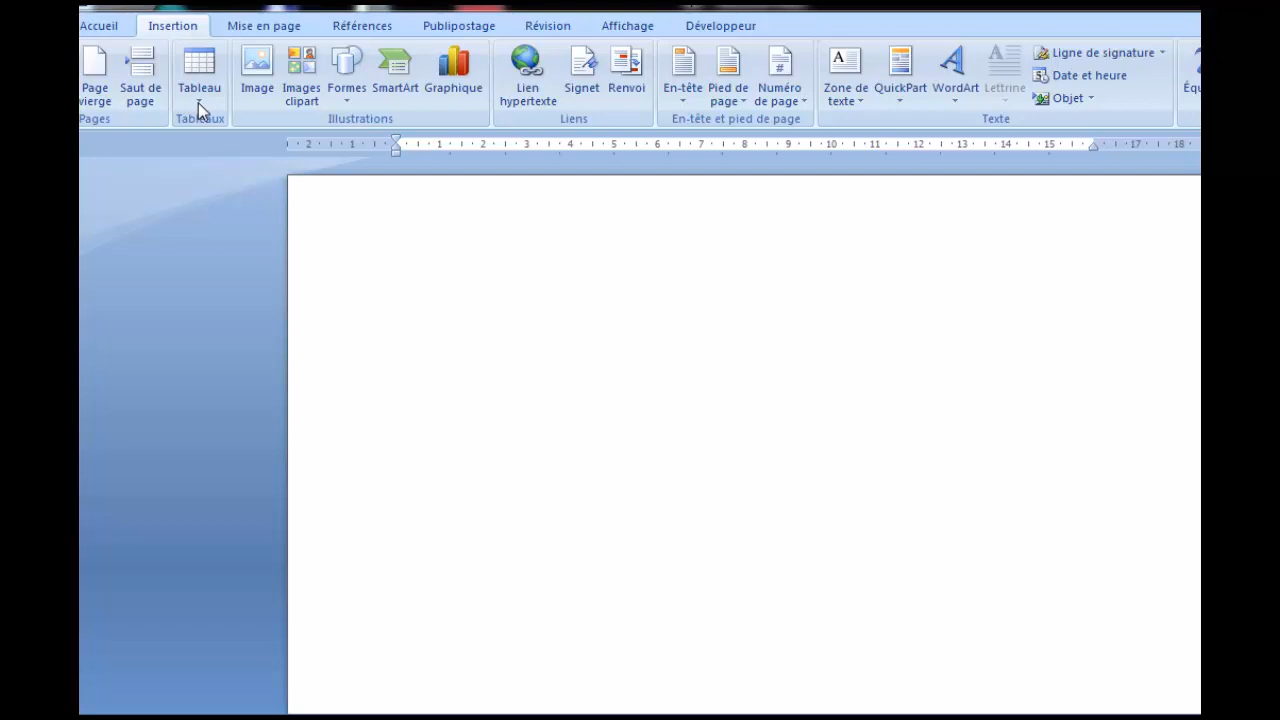 Accueil Insertion Mise en page Références Publipostage Révision Affichage Développeur
Page vierge Saut de page Tableau Image Images clipart Formes SmartArt Graphique Lien hypertexte Signet Renvoi En-tête Pied de page Numéro de page Zone de texte QuickPart WordArt Lettrine
Ligne de signature
Date et heure
Objet
Pages Tableaux Illustrations Liens En-tête et pied de page Texte
2 1 1 2 3 4 5 6 7 8 9 10 11 12 13 14 15 17 18